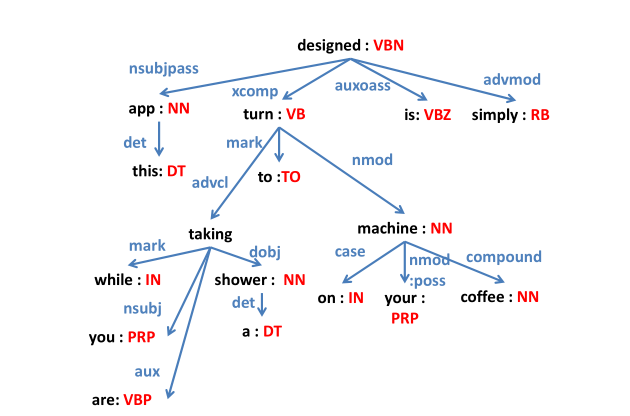 designed : VBN
nsubjpass
xcomp
auxoass
advmod
app : NN
turn : VB
is: VBZ
simply : RB
det
mark
nmod
this: DT
advcl
to :TO
taking
machine : NN
mark
dobj
case
nmod
:poss
compound
while : IN
shower : NN
on : IN
your :
PRP
coffee : NN
nsubj
det
you : PRP
a : DT
aux
are: VBP